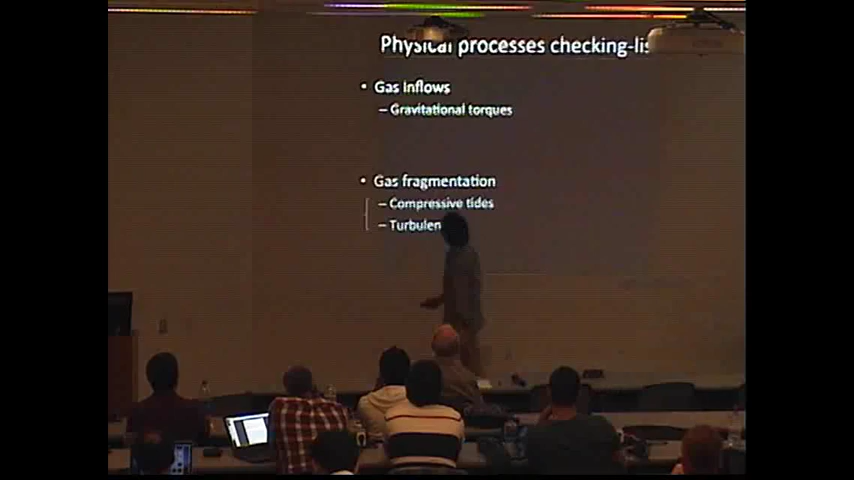 Physical processes checking-lis
• Gas inflows
– Gravitational torques
• Gas fragmentation
– Compressive tides
– Turbulen